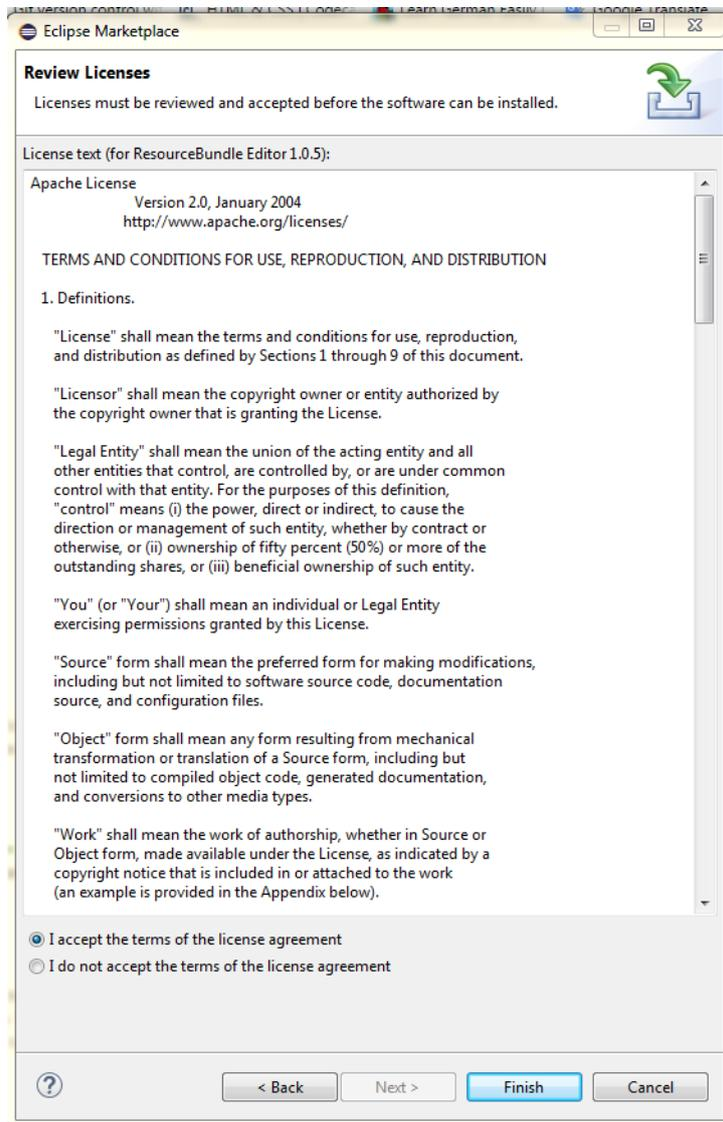 Git version control wit
HTML & CSS | Codeca
Learn German Easily
Google Translate
Eclipse Marketplace
Review Licenses
Licenses must be reviewed and accepted before the software can be installed.
License text (for ResourceBundle Editor 1.0.5):
Apache License
Version 2.0, January 2004
http://www.apache.org/licenses/
TERMS AND CONDITIONS FOR USE, REPRODUCTION, AND DISTRIBUTION
1. Definitions.
"License" shall mean the terms and conditions for use, reproduction,
and distribution as defined by Sections 1 through 9 of this document.
"Licensor" shall mean the copyright owner or entity authorized by
the copyright owner that is granting the License.
"Legal Entity" shall mean the union of the acting entity and all
other entities that control, are controlled by, or are under common
control with that entity. For the purposes of this definition,
"control" means (i) the power, direct or indirect, to cause the
direction or management of such entity, whether by contract or
otherwise, or (ii) ownership of fifty percent (50%) or more of the
outstanding shares, or (iii) beneficial ownership of such entity.
"You" (or "Your") shall mean an individual or Legal Entity
exercising permissions granted by this License.
"Source" form shall mean the preferred form for making modifications,
including but not limited to software source code, documentation
source, and configuration files.
"Object" form shall mean any form resulting from mechanical
transformation or translation of a Source form, including but
not limited to compiled object code, generated documentation,
and conversions to other media types.
"Work" shall mean the work of authorship, whether in Source or
Object form, made available under the License, as indicated by a
copyright notice that is included in or attached to the work
(an example is provided in the Appendix below).
I accept the terms of the license agreement
I do not accept the terms of the license agreement
?
< Back
Next >
Finish
Cancel